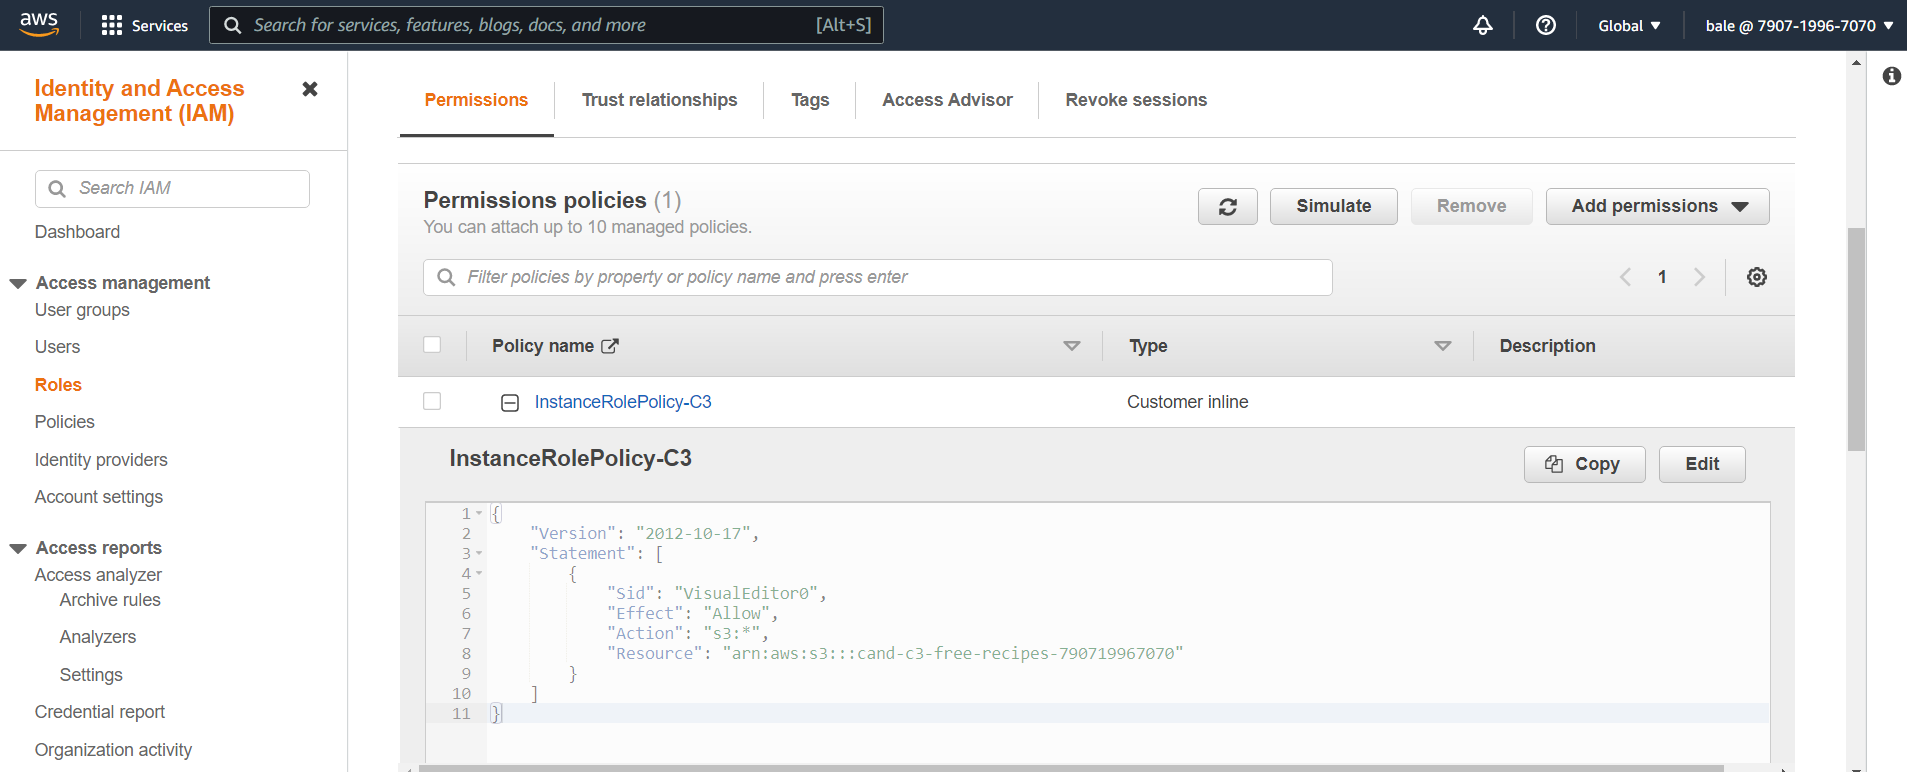 aws Services Search for services, features, blogs, docs, and more [Alt+S] Global bale @ 7907-1996-7070
Identity and Access
Management (IAM)
Search IAM
Dashboard
Access management
User groups
Users
Roles
Policies
Identity providers
Account settings
Access reports
Access analyzer
Archive rules
Analyzers
Settings
Credential report
Organization activity
Permissions Trust relationships Tags Access Advisor Revoke sessions
Permissions policies (1) Simulate Remove Add permissions
You can attach up to 10 managed policies.
Filter policies by property or policy name and press enter 1
Policy name Type Description
InstanceRolePolicy-C3 Customer inline
InstanceRolePolicy-C3 Copy Edit
1 {
2 "Version": "2012-10-17",
3 "Statement": [
4 {
5 "Sid": "VisualEditor0",
6 "Effect": "Allow",
7 "Action": "s3:*",
8 "Resource": "arn:aws:s3:::cand-c3-free-recipes-790719967070"
9 }
10 ]
11 }